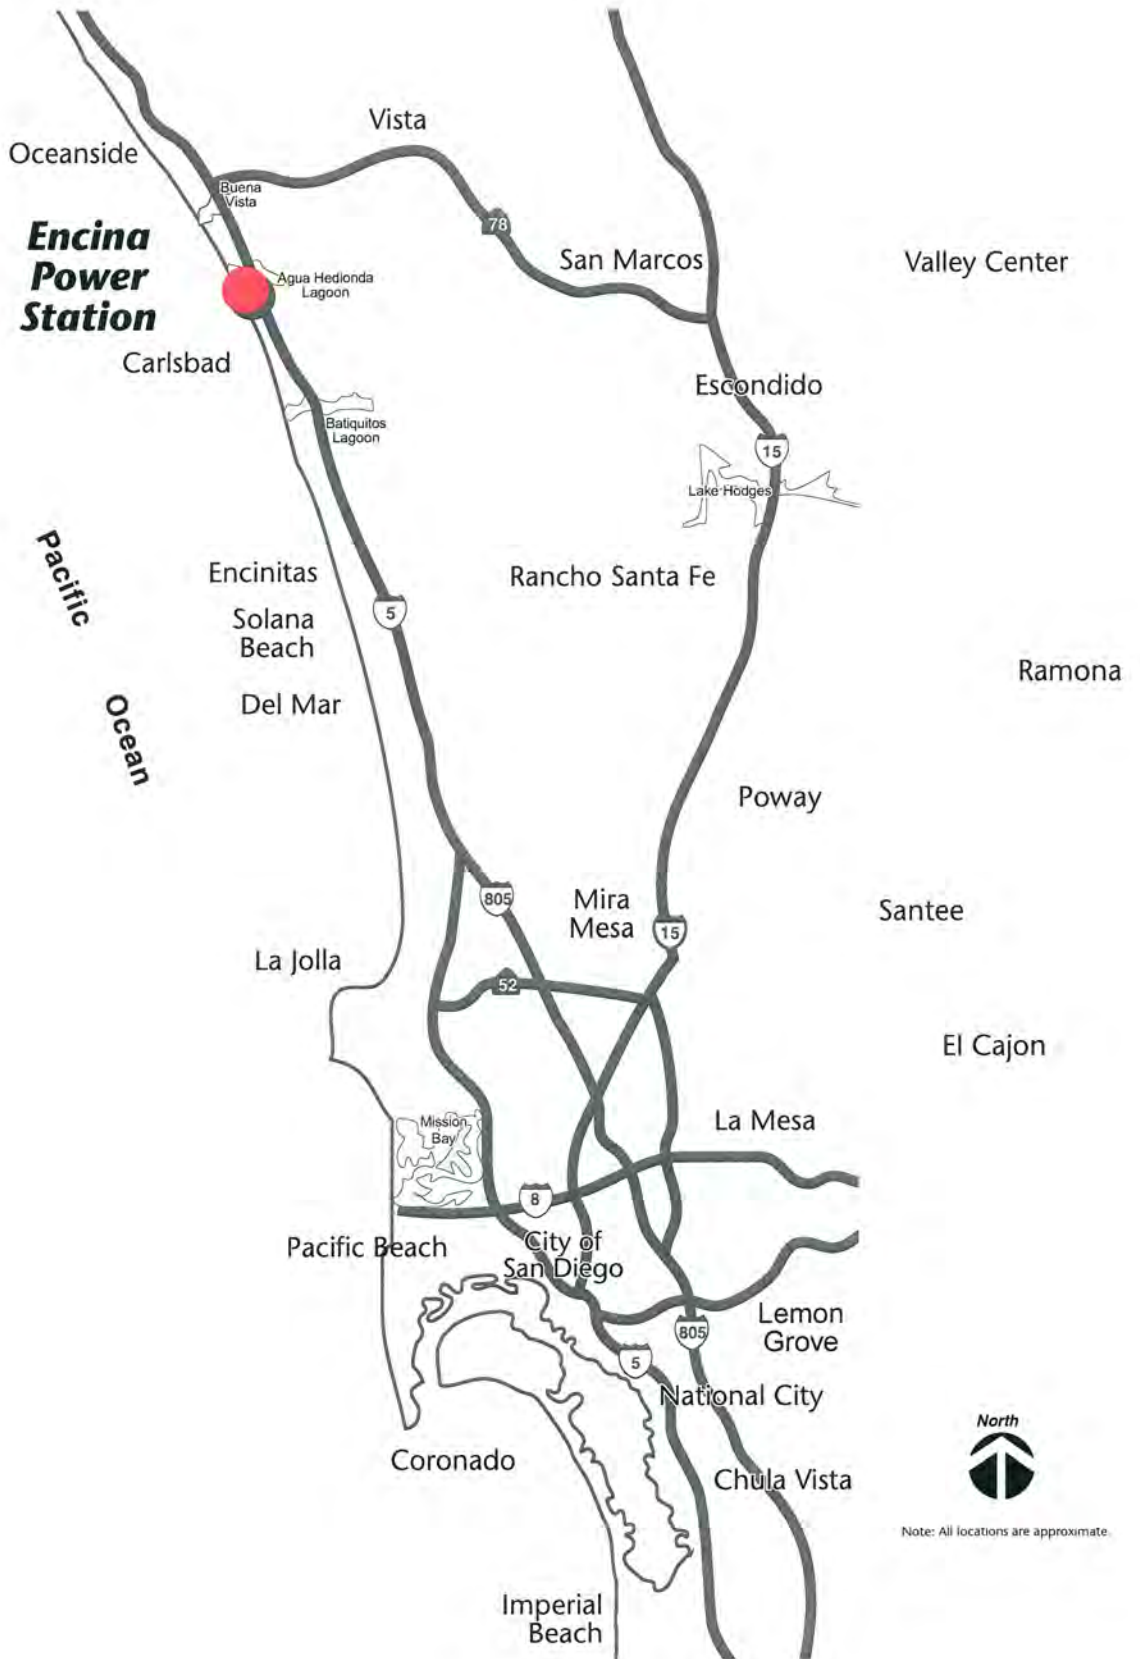 Vista
Oceanside
Buena
Vista
78
Encina
Power
Station
San Marcos
Valley Center
Agua Hedionda
Lagoon
Carlsbad
Escondido
Batiquitos
Lagoon
15
Lake Hodges
Pacific
Ocean
Encinitas
Rancho Santa Fe
5
Solana
Beach
Ramona
Del Mar
Poway
805
Mira
Mesa
Santee
15
La Jolla
52
El Cajon
Mission
Bay
La Mesa
8
Pacific Beach
City of
San Diego
Lemon
Grove
805
5
National City
North
Coronado
Chula Vista
Note: All locations are approximate.
Imperial
Beach